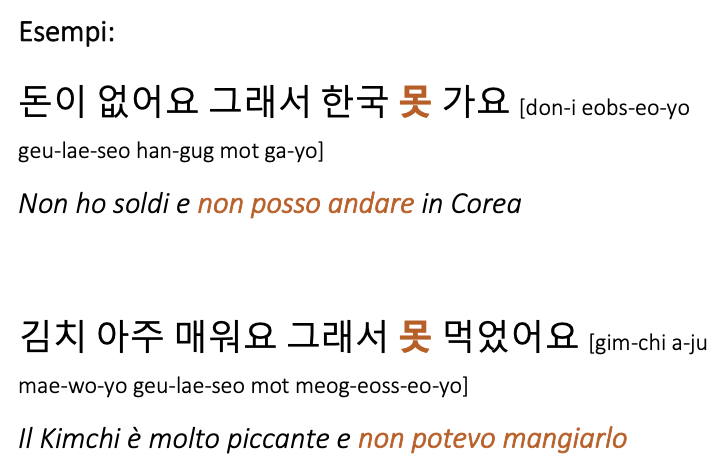 Esempi:
돈이 없어요 그래서 한국 못 가요 [don-i eobs-eo-yo
geu-lae-seo han-gug mot ga-yo]
Non ho soldi e non posso andare in Corea
김치 아주 매워요 그래서 못 먹었어요 [gim-chi a-ju
mae-wo-yo geu-lae-seo mot meog-eoss-eo-yo]
Il Kimchi è molto piccante e non potevo mangiarlo